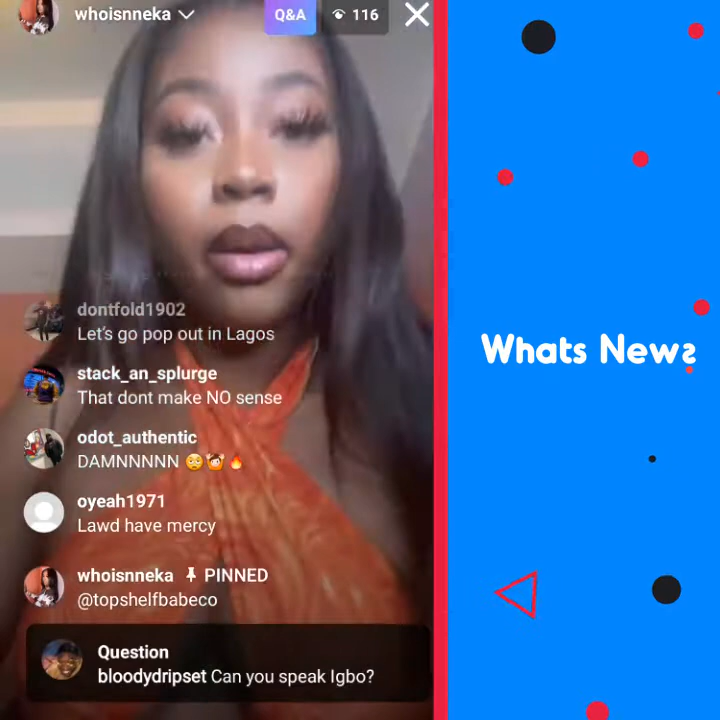 whoisnneka
Q&A
116
dontfold1902
Let's go pop out in Lagos
stack_an_splurge
That dont make NO sense
odot_authentic
DAMNNNNN 🥺🤷🔥
oyeah1971
Lawd have mercy
whoisnneka PINNED
@topshelfbabeco
Question
bloodydripset Can you speak Igbo?
Whats News